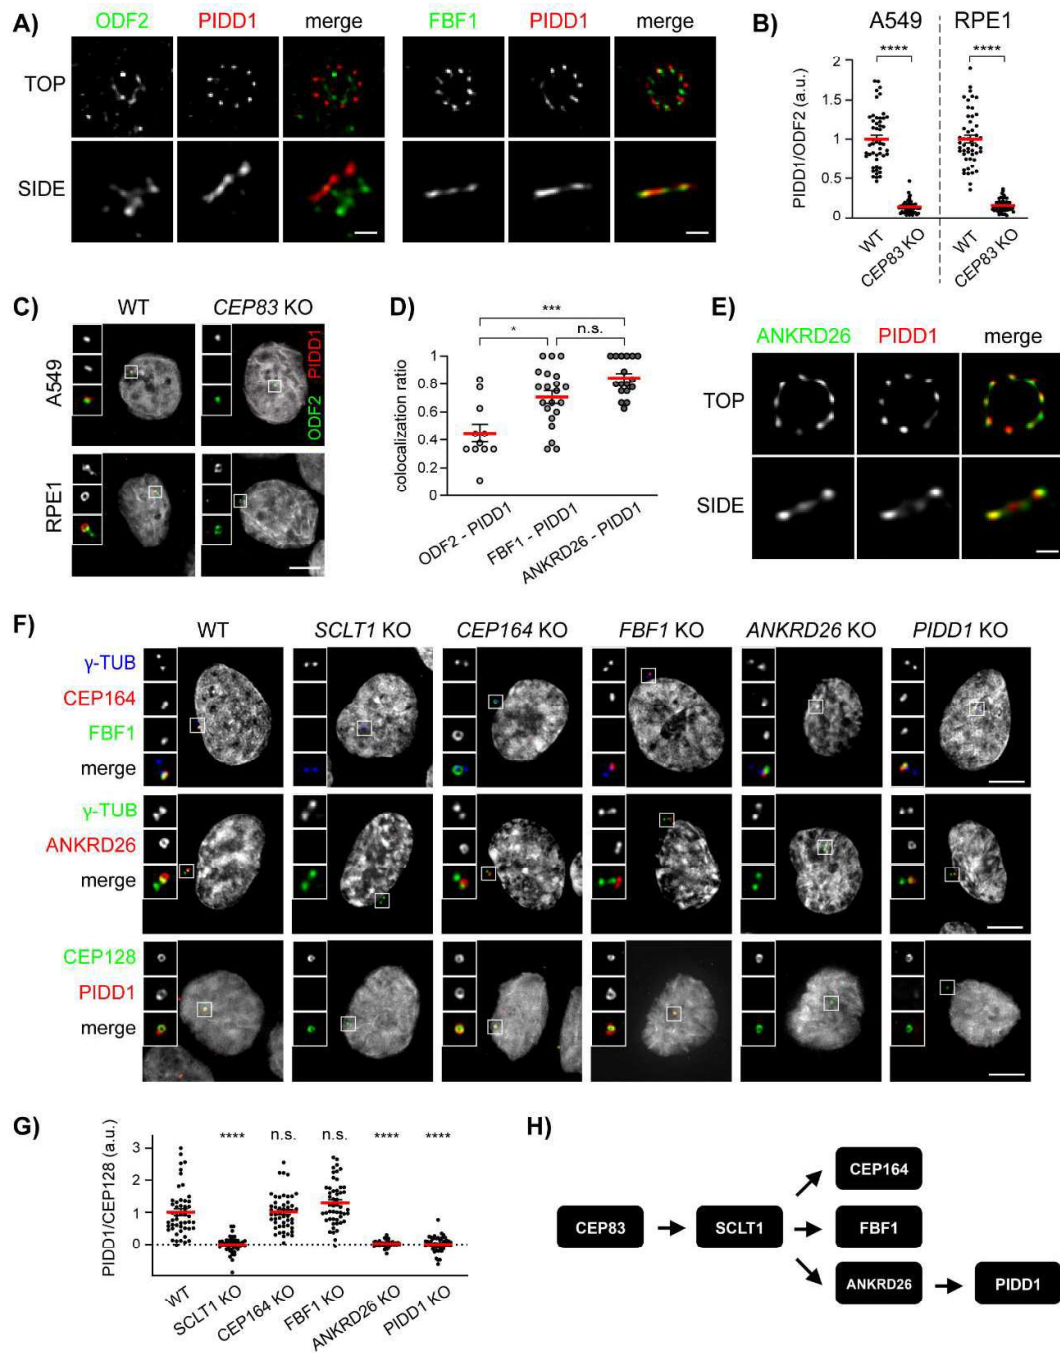 A)
ODF2 PIDD1 merge FBF1 PIDD1 merge
TOP
SIDE
B)
A549 RPE1
**** ****
PIDD1/ODF2 (a.u.)
2
1.5
1
0.5
0
WT CEP83 KO WT CEP83 KO
C)
WT CEP83 KO
A549
RPE1
ODF2 PIDD1
D)
***
* n.s.
colocalization ratio
1
0.8
0.6
0.4
0.2
0
ODF2 - PIDD1 FBF1 - PIDD1 ANKRD26 - PIDD1
E)
ANKRD26 PIDD1 merge
TOP
SIDE
F)
WT SCLT1 KO CEP164 KO FBF1 KO ANKRD26 KO PIDD1 KO
γ-TUB
CEP164
FBF1
merge
γ-TUB
ANKRD26
merge
CEP128
PIDD1
merge
G)
**** n.s. n.s. **** ****
PIDD1/CEP128 (a.u.)
3
2
1
0
WT SCLT1 KO CEP164 KO FBF1 KO ANKRD26 KO PIDD1 KO
H)
CEP164
CEP83 SCLT1 FBF1
ANKRD26 PIDD1